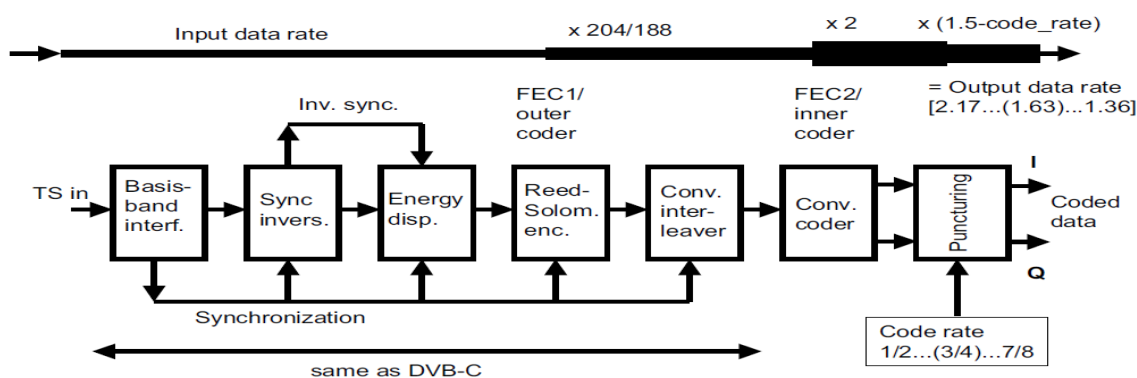 Input data rate
x 204/188
x 2
x (1.5-code_rate)
= Output data rate
[2.17...(1.63)...1.36]
Inv. sync.
FEC1/
outer
coder
FEC2/
inner
coder
TS in
Basis-
band
interf.
Sync
invers.
Energy
disp.
Reed-
Solom.
enc.
Conv.
inter-
leaver
Conv.
coder
Puncturing
I
Coded
data
Q
Synchronization
Code rate
1/2...(3/4)...7/8
same as DVB-C